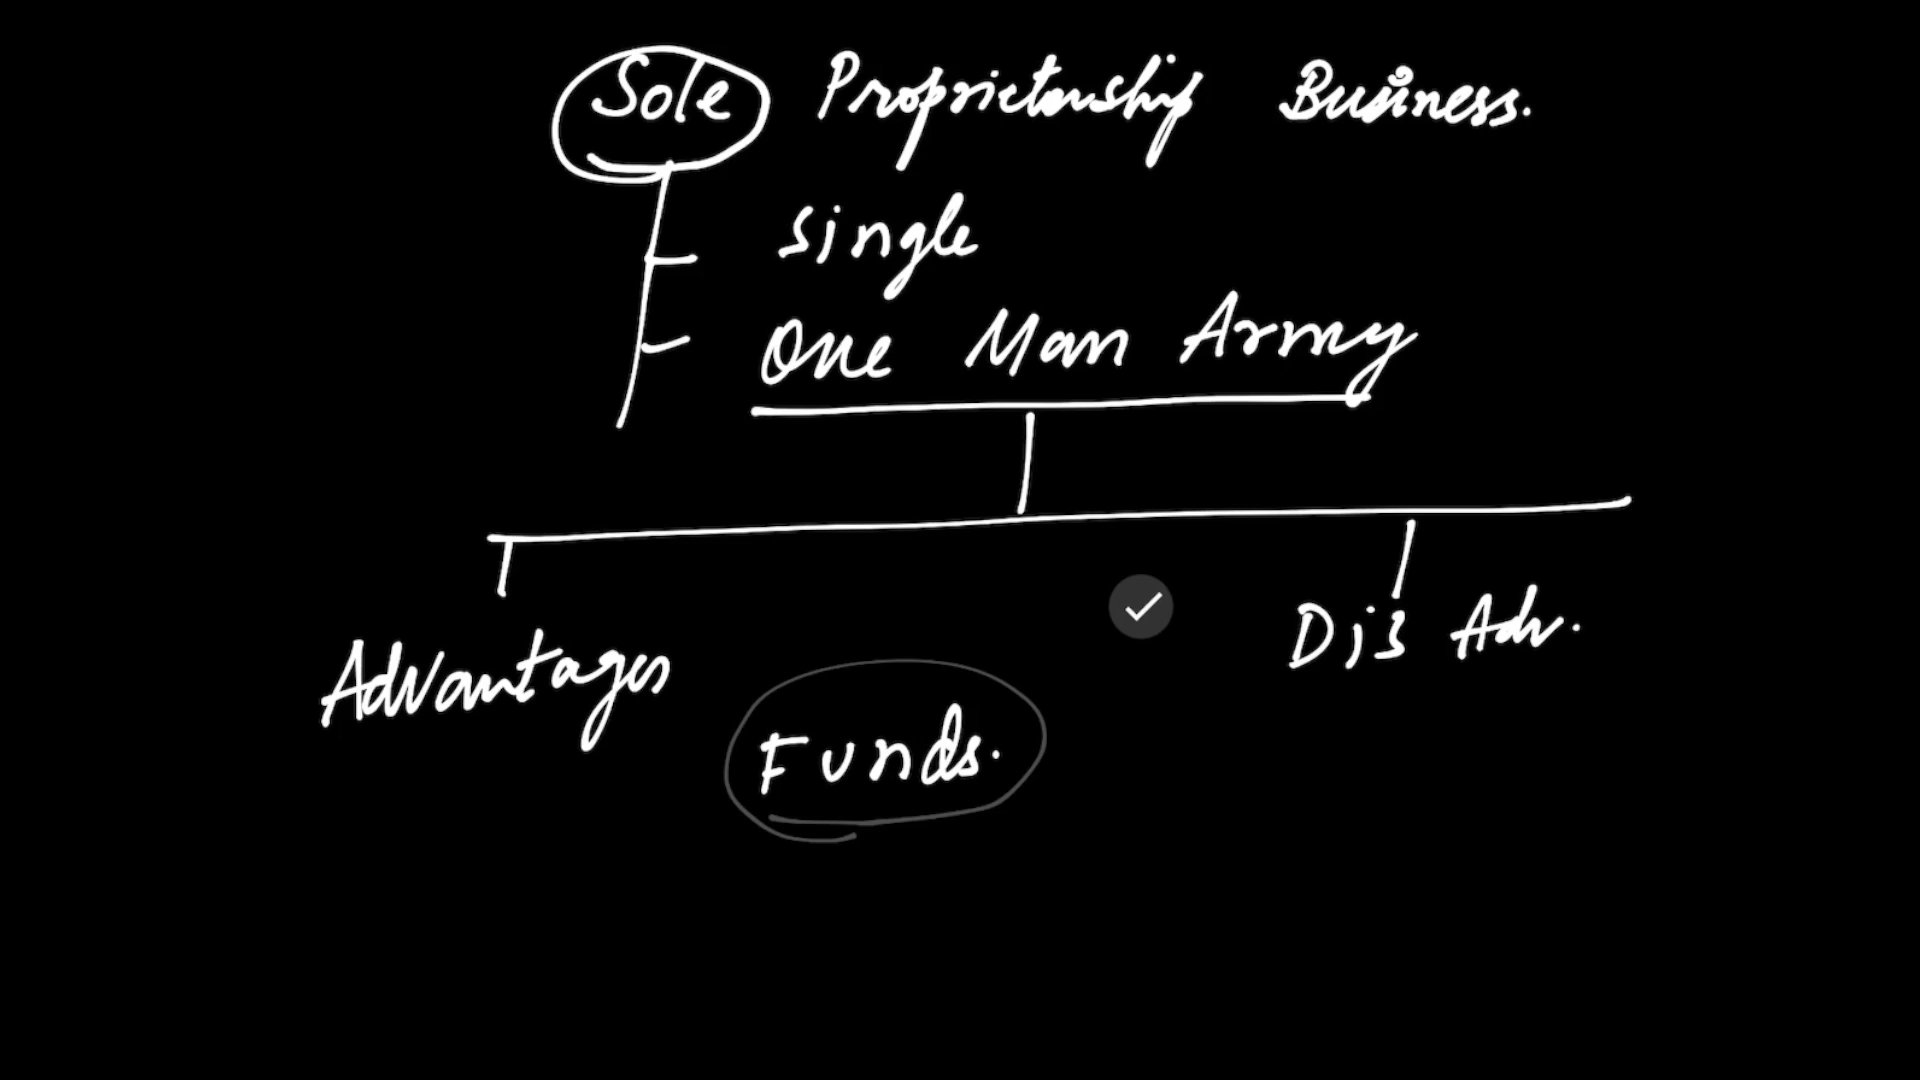 Sole Proprietorship Business.
single
One Man Army
Advantages
Dis Adv.
Funds.